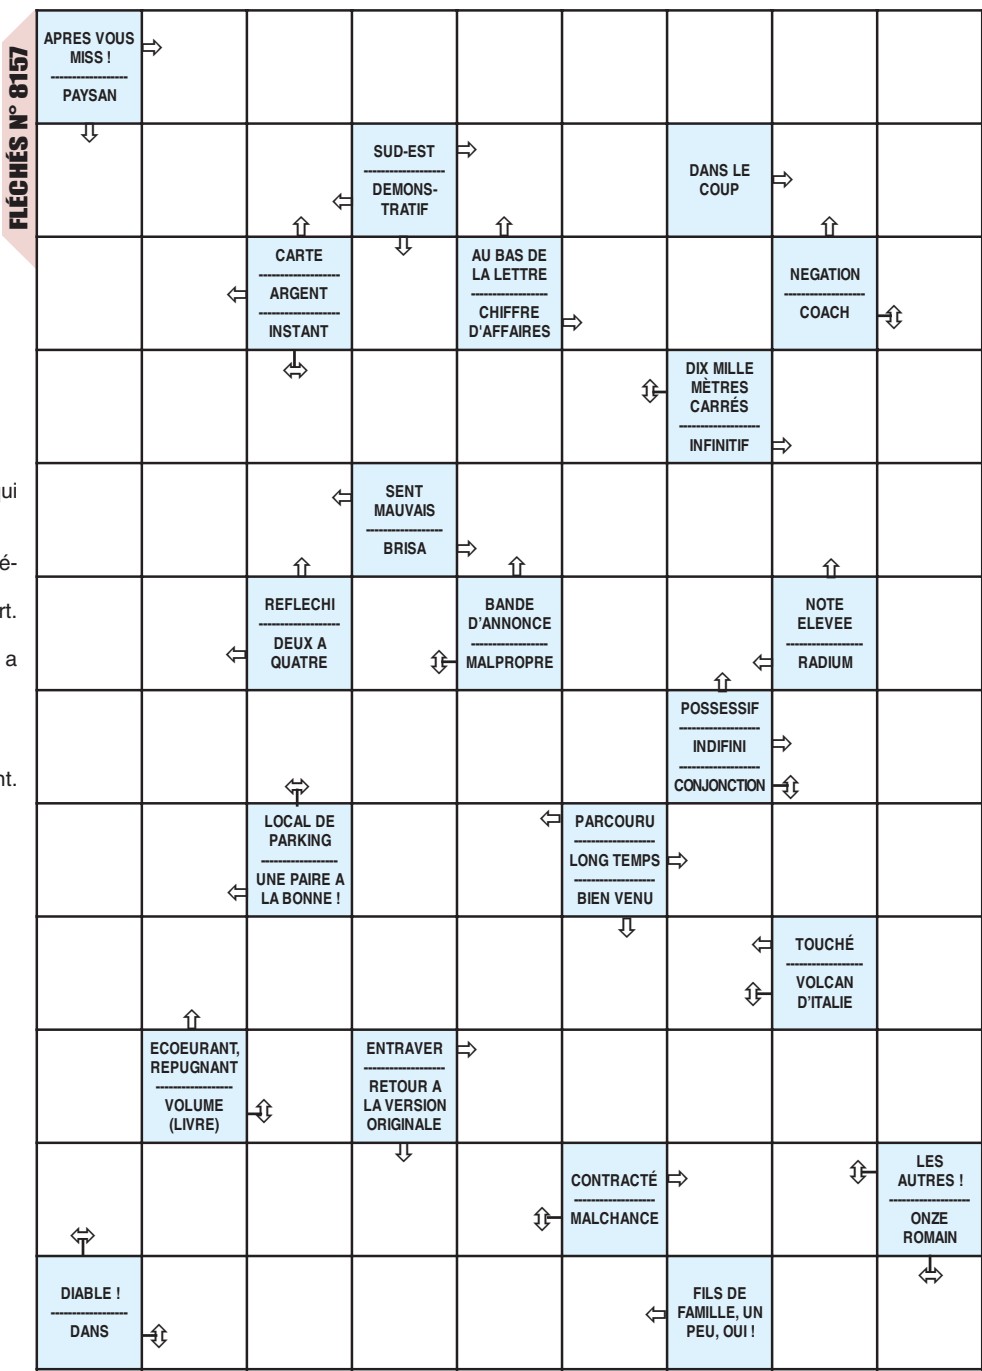 FLÉCHÉS N° 8157
APRES VOUS
MISS !
PAYSAN
SUD-EST
DEMONS-
TRATIF
DANS LE
COUP
CARTE
ARGENT
INSTANT
AU BAS DE
LA LETTRE
CHIFFRE
D'AFFAIRES
NEGATION
COACH
DIX MILLE
MÈTRES
CARRÉS
INFINITIF
qui
SENT
MAUVAIS
BRISA
é-
rt.
a
REFLECHI
DEUX A
QUATRE
BANDE
D'ANNONCE
MALPROPRE
NOTE
ELEVEE
RADIUM
POSSESSIF
INDIFINI
CONJONCTION
nt.
LOCAL DE
PARKING
UNE PAIRE A
LA BONNE !
PARCOURU
LONG TEMPS
BIEN VENU
TOUCHÉ
VOLCAN
D'ITALIE
ECOEURANT,
REPUGNANT
VOLUME
(LIVRE)
ENTRAVER
RETOUR A
LA VERSION
ORIGINALE
CONTRACTÉ
MALCHANCE
LES
AUTRES !
ONZE
ROMAIN
DIABLE !
DANS
FILS DE
FAMILLE, UN
PEU, OUI !